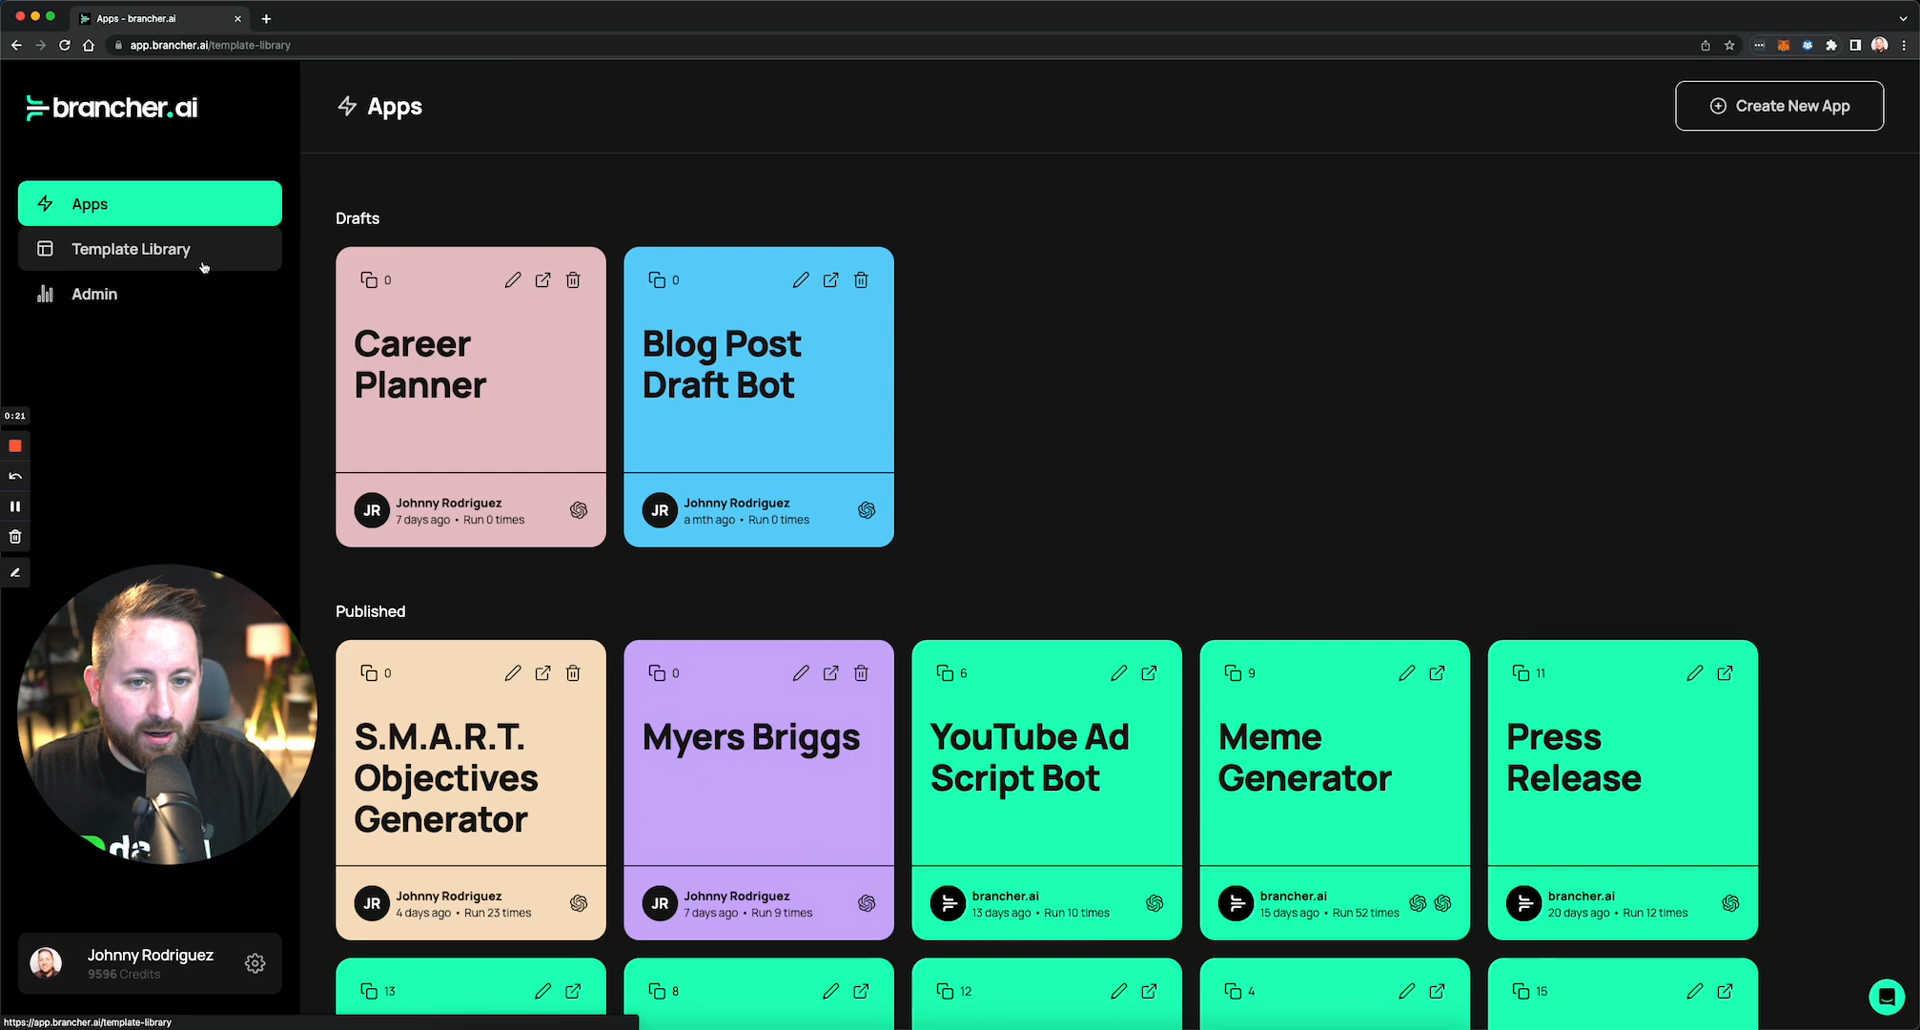 Apps - brancher.ai
app.brancher.ai/template-library
brancher.ai
Apps
Create New App
Apps
Template Library
Admin
Drafts
0
Career
Planner
JR
Johnny Rodriguez
7 days ago • Run 0 times
0
Blog Post
Draft Bot
JR
Johnny Rodriguez
a mth ago • Run 0 times
0:21
Published
0
S.M.A.R.T.
Objectives
Generator
JR
Johnny Rodriguez
4 days ago • Run 23 times
0
Myers Briggs
JR
Johnny Rodriguez
7 days ago • Run 9 times
6
YouTube Ad
Script Bot
brancher.ai
13 days ago • Run 10 times
9
Meme
Generator
brancher.ai
15 days ago • Run 52 times
11
Press
Release
brancher.ai
20 days ago • Run 12 times
Johnny Rodriguez
9596 Credits
13
8
12
4
15
https://app.brancher.ai/template-library